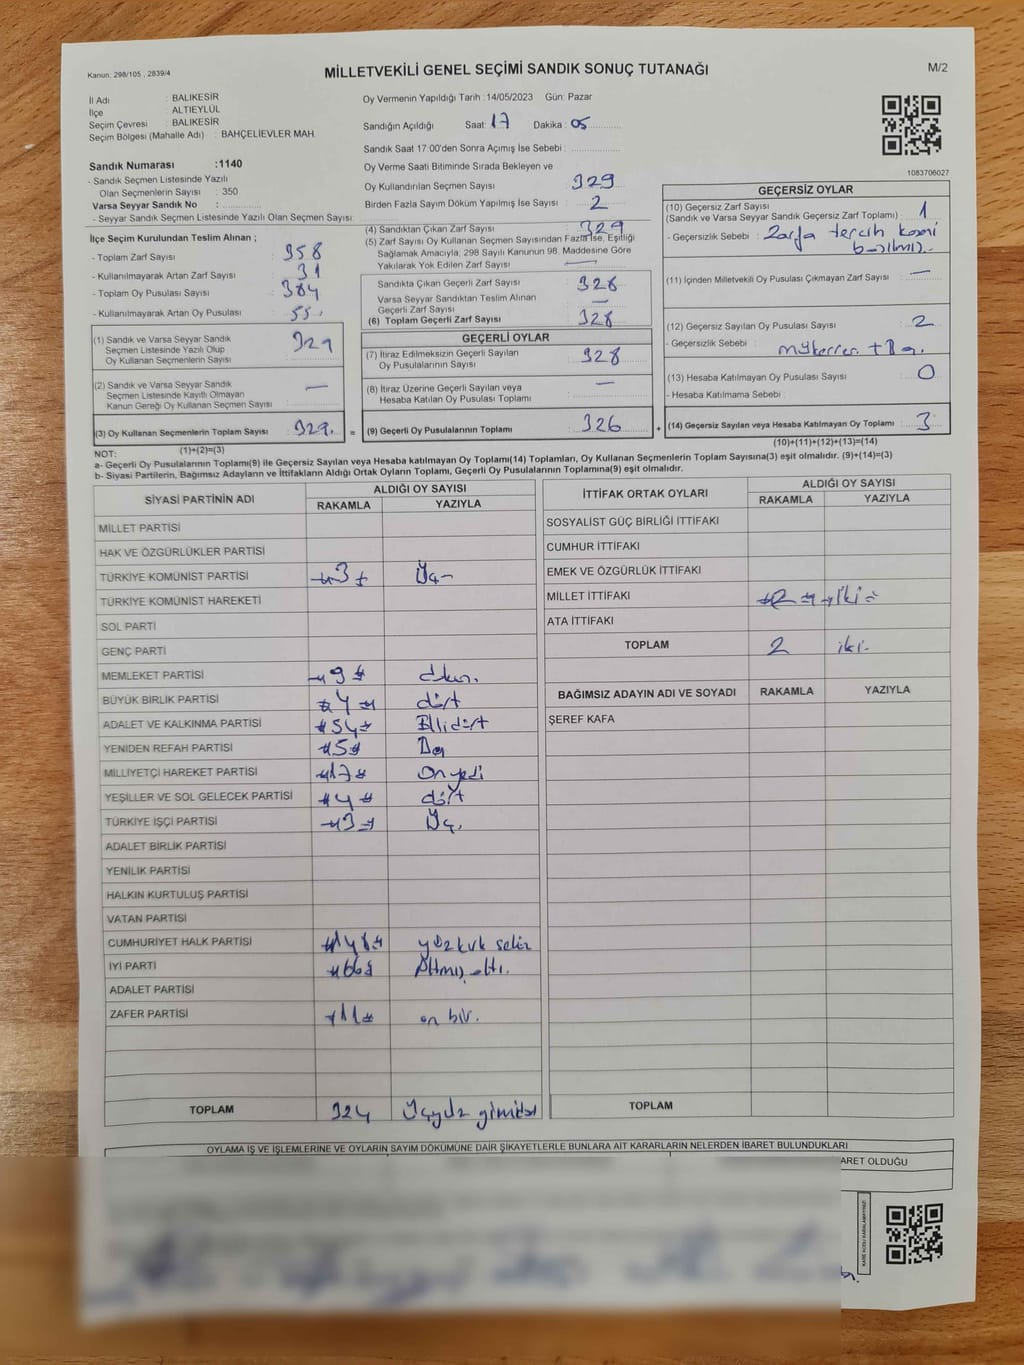 Kanun: 298/105 , 2839/4
MİLLETVEKİLİ GENEL SEÇİMİ SANDIK SONUÇ TUTANAĞI
M/2
İl Adı : BALIKESİR
İlçe : ALTIEYLÜL
Seçim Çevresi : BALIKESİR
Seçim Bölgesi (Mahalle Adı) : BAHÇELİEVLER MAH.
Oy Vermenin Yapıldığı Tarih :14/05/2023 Gün: Pazar
Sandığın Açıldığı Saat: 17 Dakika: 05
Sandık Saat 17:00'den Sonra Açımış İse Sebebi :
Sandık Numarası :1140
- Sandık Seçmen Listesinde Yazılı
Olan Seçmenlerin Sayısı : 350
Varsa Seyyar Sandık No :
- Seyyar Sandık Seçmen Listesinde Yazılı Olan Seçmen Sayısı:
Oy Verme Saati Bitiminde Sırada Bekleyen ve
Oy Kullandırılan Seçmen Sayısı : 329
Birden Fazla Sayım Döküm Yapılmış İse Sayısı : 2
1083706027
İlçe Seçim Kurulundan Teslim Alınan ;
- Toplam Zarf Sayısı : 358
- Kullanılmayarak Artan Zarf Sayısı : 31
- Toplam Oy Pusulası Sayısı : 384
- Kullanılmayarak Artan Oy Pusulası : 55
(4) Sandıktan Çıkan Zarf Sayısı : 329
(5) Zarf Sayısı Oy Kullanan Seçmen Sayısından Fazla İse, Eşitliği
Sağlamak Amacıyla; 298 Sayılı Kanunun 98. Maddesine Göre
Yakılarak Yok Edilen Zarf Sayısı : —
Sandıkta Çıkan Geçerli Zarf Sayısı : 328
Varsa Seyyar Sandıktan Teslim Alınan
Geçerli Zarf Sayısı : —
(6) Toplam Geçerli Zarf Sayısı : 328
GEÇERSİZ OYLAR
(10) Geçersiz Zarf Sayısı : 1
(Sandık ve Varsa Seyyar Sandık Geçersiz Zarf Toplamı)
- Geçersizlik Sebebi : Zarfa tercih
(11) İçinden Milletvekili Oy Pusulası Çıkmayan Zarf Sayısı : —
(12) Geçersiz Sayılan Oy Pusulası Sayısı : 2
- Geçersizlik Sebebi :
(13) Hesaba Katılmayan Oy Pusulası Sayısı : 0
- Hesaba Katılmama Sebebi :
(14) Geçersiz Sayılan veya Hesaba Katılmayan Oy Toplamı : 3
(10)+(11)+(12)+(13)=(14)
(1) Sandık ve Varsa Seyyar Sandık
Seçmen Listesinde Yazılı Olup
Oy Kullanan Seçmenlerin Sayısı : 329
(2) Sandık ve Varsa Seyyar Sandık
Seçmen Listesinde Kayıtlı Olmayan
Kanun Gereği Oy Kullanan Seçmen Sayısı : —
(3) Oy Kullanan Seçmenlerin Toplam Sayısı : 329 =
(1)+(2)=(3)
GEÇERLİ OYLAR
(7) İtiraz Edilmeksizin Geçerli Sayılan
Oy Pusulalarının Sayısı : 328
(8) İtiraz Üzerine Geçerli Sayılan veya
Hesaba Katılan Oy Pusulası Toplamı : —
(9) Geçerli Oy Pusulalarının Toplamı : 326 +
NOT:
a- Geçerli Oy Pusulalarının Toplamı(9) ile Geçersiz Sayılan veya Hesaba katılmayan Oy Toplamı(14) Toplamları, Oy Kullanan Seçmenlerin Toplam Sayısına(3) eşit olmalıdır. (9)+(14)=(3)
b- Siyasi Partilerin, Bağımsız Adayların ve İttifakların Aldığı Ortak Oyların Toplamı, Geçerli Oy Pusulalarının Toplamına(9) eşit olmalıdır.
SİYASİ PARTİNİN ADI ALDIĞI OY SAYISI
RAKAMLA YAZIYLA
MİLLET PARTİSİ
HAK VE ÖZGÜRLÜKLER PARTİSİ
TÜRKİYE KOMÜNİST PARTİSİ 3 Üç
TÜRKİYE KOMÜNİST HAREKETİ
SOL PARTİ
GENÇ PARTİ
MEMLEKET PARTİSİ 9
BÜYÜK BİRLİK PARTİSİ 4 dört
ADALET VE KALKINMA PARTİSİ 54 Ellidört
YENİDEN REFAH PARTİSİ 5
MİLLİYETÇİ HAREKET PARTİSİ 17 Onyedi
YEŞİLLER VE SOL GELECEK PARTİSİ 4 dört
TÜRKİYE İŞÇİ PARTİSİ 3 Üç
ADALET BİRLİK PARTİSİ
YENİLİK PARTİSİ
HALKIN KURTULUŞ PARTİSİ
VATAN PARTİSİ
CUMHURİYET HALK PARTİSİ 148 yüz kırk sekiz
İYİ PARTİ 66 Altmış altı
ADALET PARTİSİ
ZAFER PARTİSİ 11 on bir
TOPLAM 324
İTTİFAK ORTAK OYLARI ALDIĞI OY SAYISI
RAKAMLA YAZIYLA
SOSYALİST GÜÇ BİRLİĞİ İTTİFAKI
CUMHUR İTTİFAKI
EMEK VE ÖZGÜRLÜK İTTİFAKI
MİLLET İTTİFAKI 2 iki
ATA İTTİFAKI
TOPLAM 2 iki
BAĞIMSIZ ADAYIN ADI VE SOYADI RAKAMLA YAZIYLA
ŞEREF KAFA
TOPLAM
OYLAMA İŞ VE İŞLEMLERİNE VE OYLARIN SAYIM DÖKÜMÜNE DAİR ŞİKAYETLERLE BUNLARA AİT KARARLARIN NELERDEN İBARET BULUNDUKLARI
ARET OLDUĞU